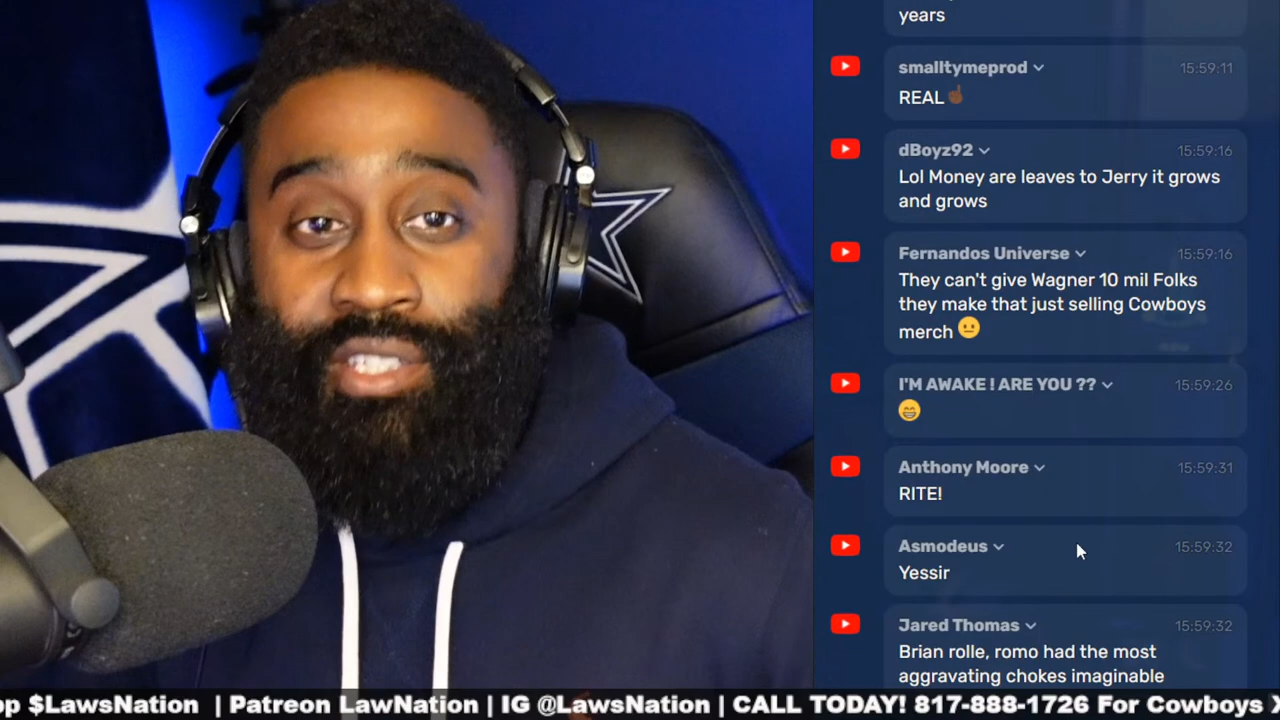 years
smalltymeprod
15:59:11
REAL
dBoyz92
15:59:16
Lol Money are leaves to Jerry it grows
and grows
Fernandos Universe
15:59:16
They can't give Wagner 10 mil Folks
they make that just selling Cowboys
merch
I'M AWAKE ! ARE YOU ??
15:59:26
Anthony Moore
15:59:31
RITE!
Asmodeus
15:59:32
Yessir
Jared Thomas
15:59:32
Brian rolle, romo had the most
aggravating chokes imaginable
op $LawsNation | Patreon LawNation | IG @LawsNation | CALL TODAY! 817-888-1726 For Cowboys